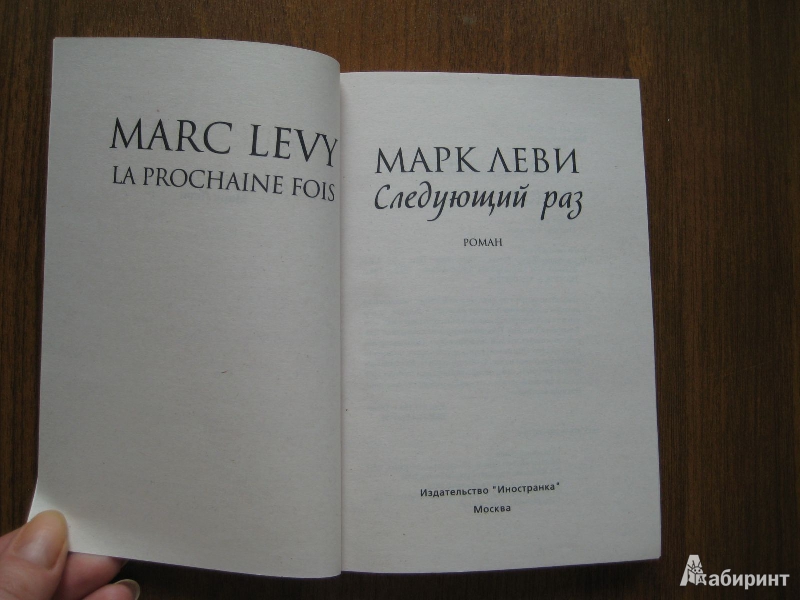 MARC LEVY
LA PROCHAINE FOIS
МАРК ЛЕВИ
Следующий раз
РОМАН
Издательство "Иностранка"
Москва
Лабиринт